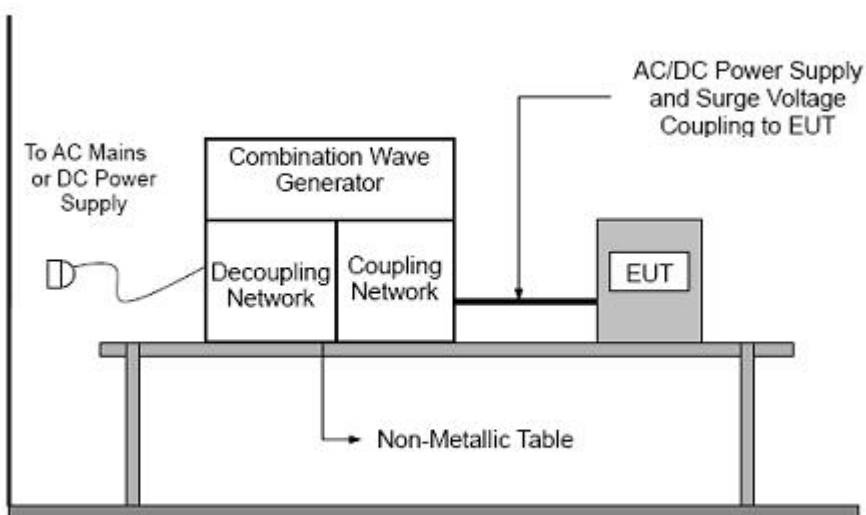 AC/DC Power Supply
and Surge Voltage
Coupling to EUT
To AC Mains
or DC Power
Supply
Combination Wave
Generator
Decoupling
Network
Coupling
Network
EUT
Non-Metallic Table